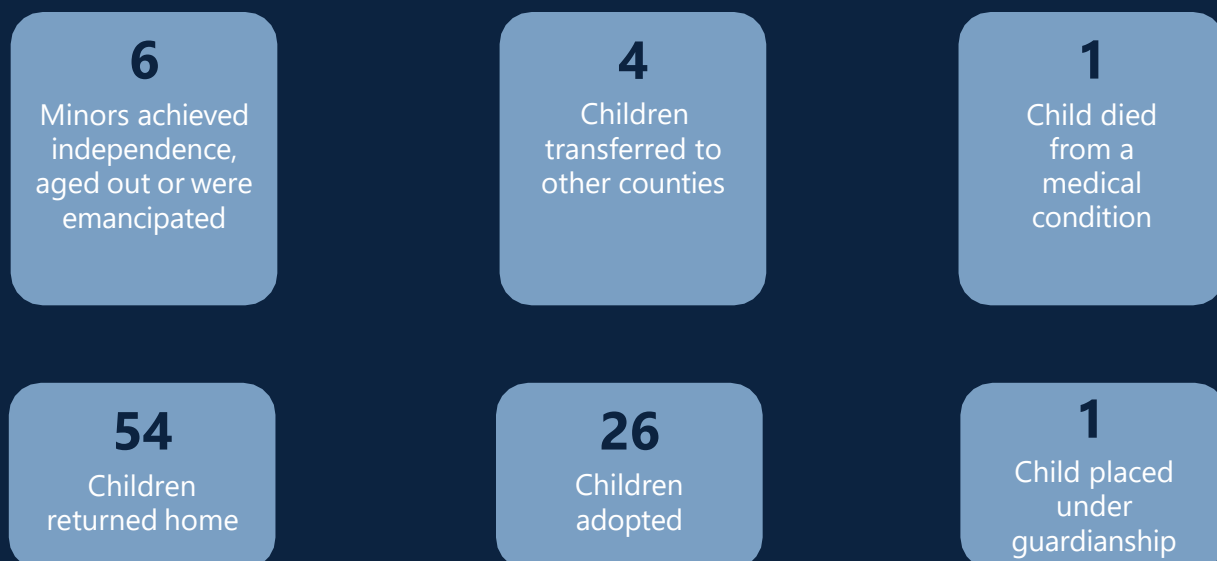 6
Minors achieved
independence,
aged out or were
emancipated
4
Children
transferred to
other counties
1
Child died
from a
medical
condition
54
Children
returned home
26
Children
adopted
1
Child placed
under
guardianship